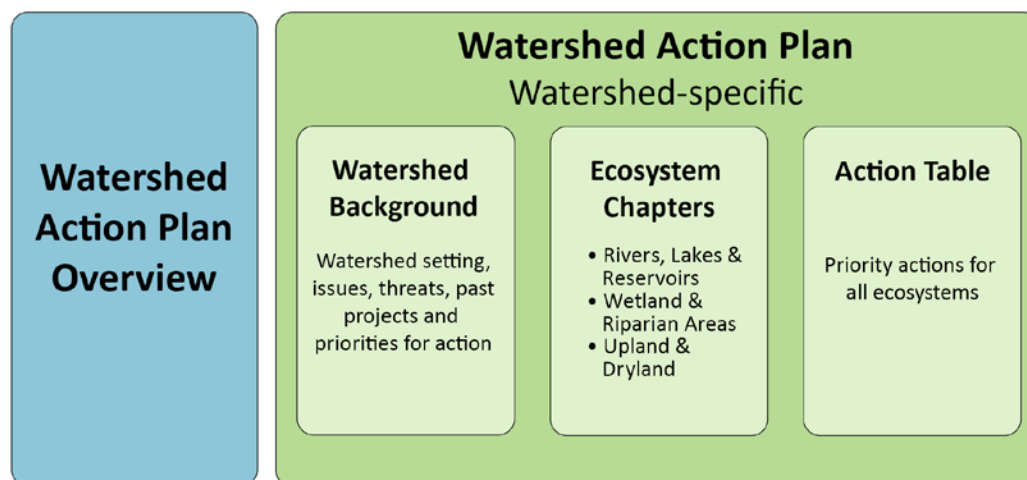 Watershed
Action Plan
Overview
Watershed Action Plan
Watershed-specific
Watershed
Background
Watershed setting,
issues, threats, past
projects and
priorities for action
Ecosystem
Chapters
• Rivers, Lakes &
Reservoirs
• Wetland &
Riparian Areas
• Upland &
Dryland
Action Table
Priority actions for
all ecosystems